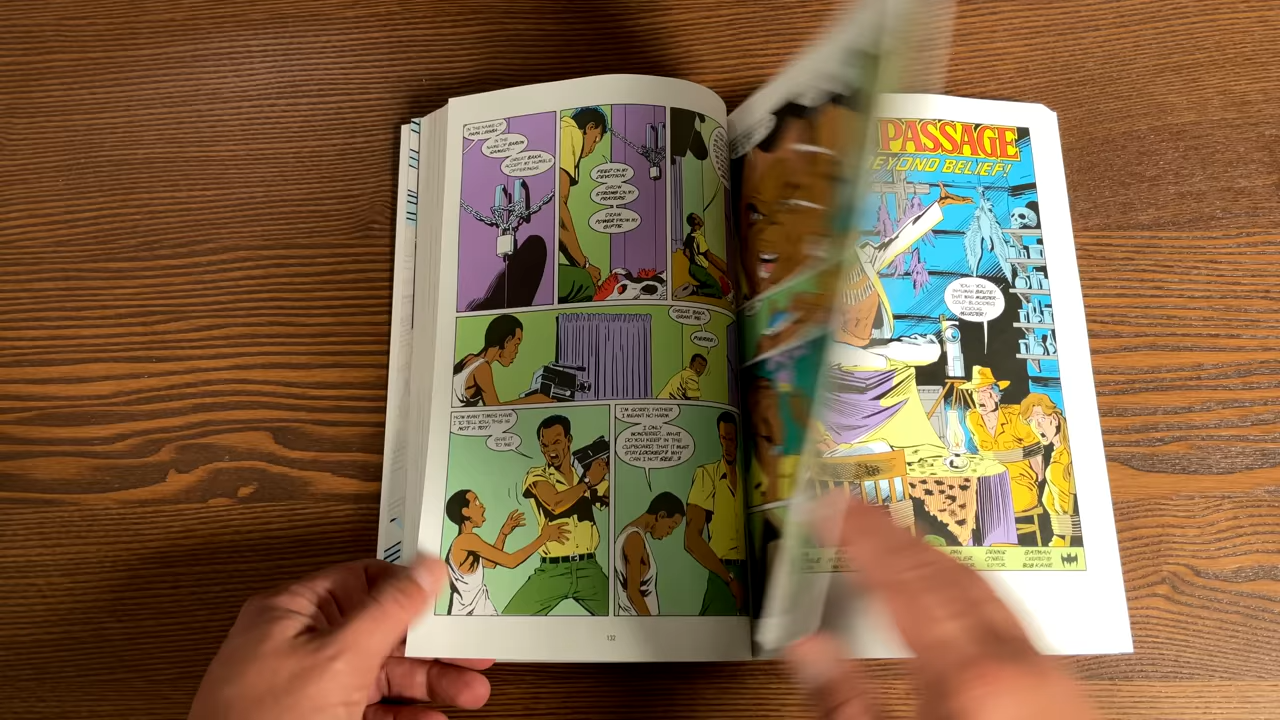 IN THE NAME OF
PAPA LEGBA--
IN THE
NAME OF BARON
SAMEDI--
GREAT BAKA,
ACCEPT MY HUMBLE
OFFERINGS.
FEED ON MY
DEVOTION.
GROW
STRONG ON MY
PRAYERS.
DRAW
POWER FROM MY
GIFTS.
GREAT BAKA,
GRANT ME--
PIERRE!
HOW MANY TIMES HAVE
I TO TELL YOU, THIS IS
NOT A TOY!
GIVE IT
TO ME!
I'M SORRY, FATHER
I MEANT NO HARM.
I ONLY
WONDERED... WHAT
DO YOU KEEP IN THE
CUPBOARD, THAT IT MUST
STAY LOCKED? WHY
CAN I NOT SEE..?
132
PASSAGE
BEYOND BELIEF!
YOU--YOU
INHUMAN BRUTE!
THAT WAS MURDER--
COLD BLOODED,
VICIOUS
MURDER!
DAN
DENNIE
O'NEIL
EDITOR
BATMAN
CREATED BY
BOB KANE